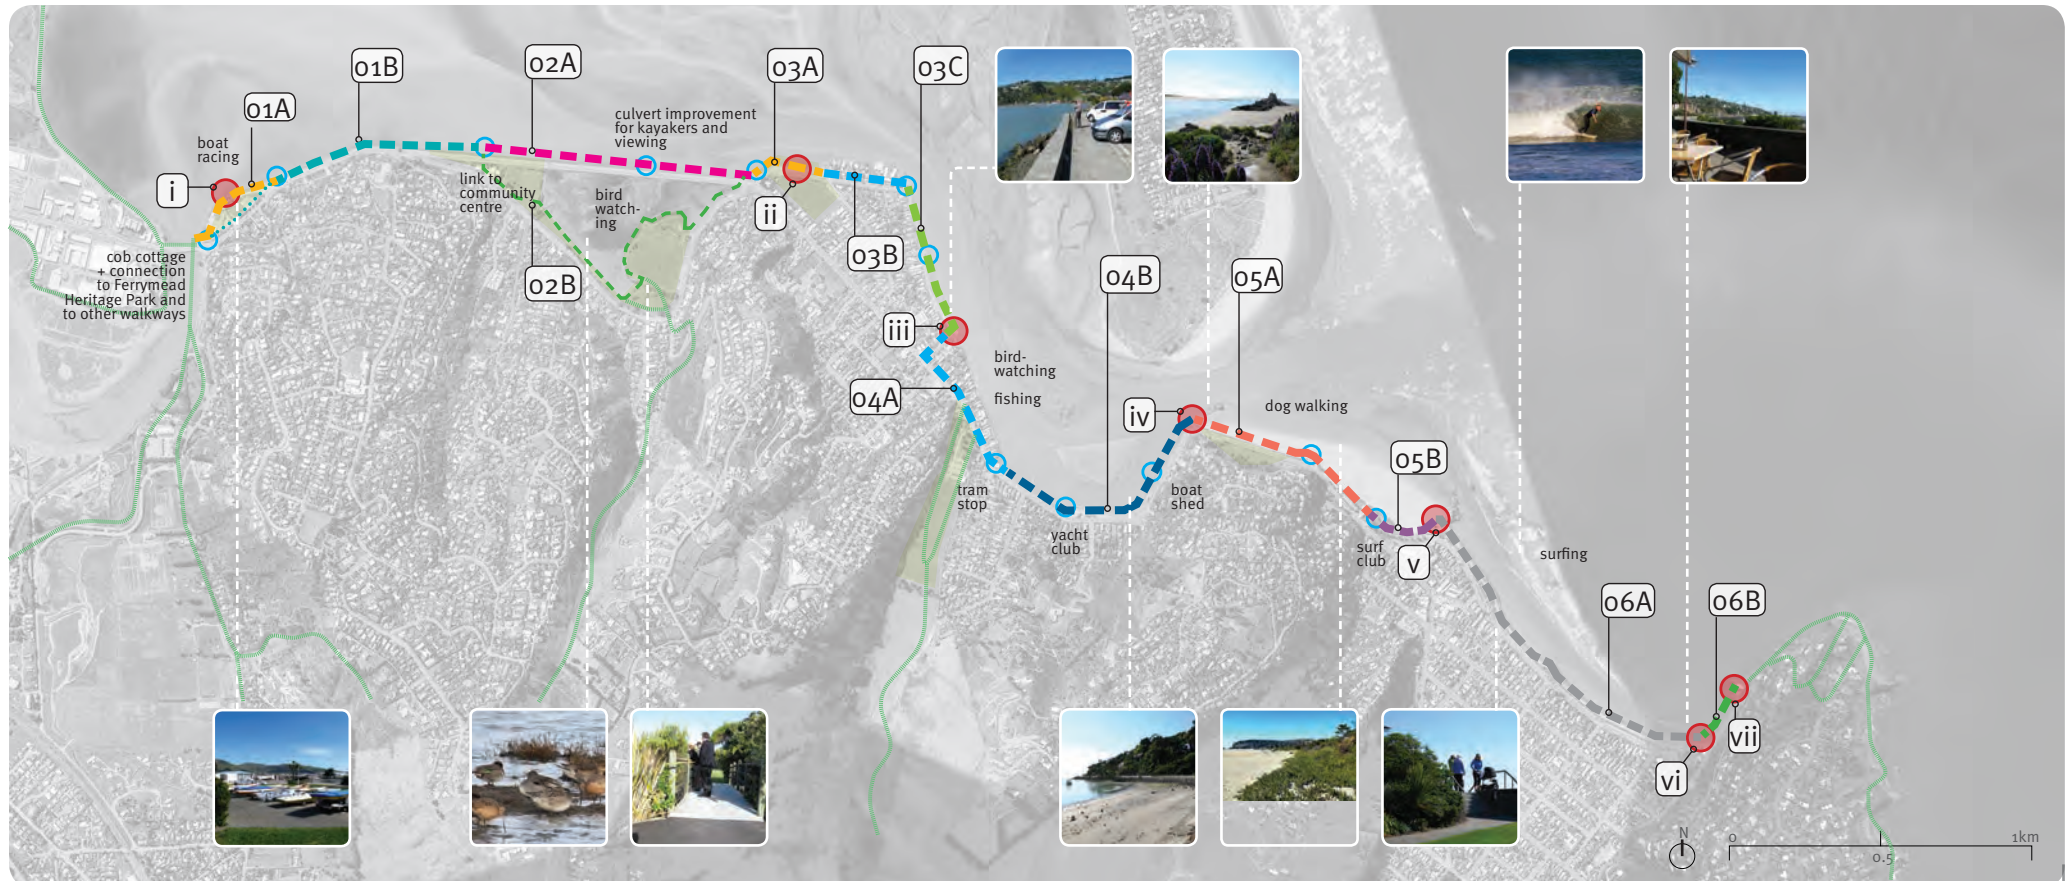 01A
01B
02A
03A
03C
boat
racing
culvert improvement
for kayakers and
viewing
i
link to
community
centre
bird
watch-
ing
ii
03B
02B
cob cottage
+ connection
to Ferrymead
Heritage Park and
to other walkways
iii
04A
bird-
watching
fishing
04B
05A
iv
dog walking
05B
tram
stop
boat
shed
yacht
club
surf
club
v
surfing
06A
06B
vi
vii
N
0
0.5
1km